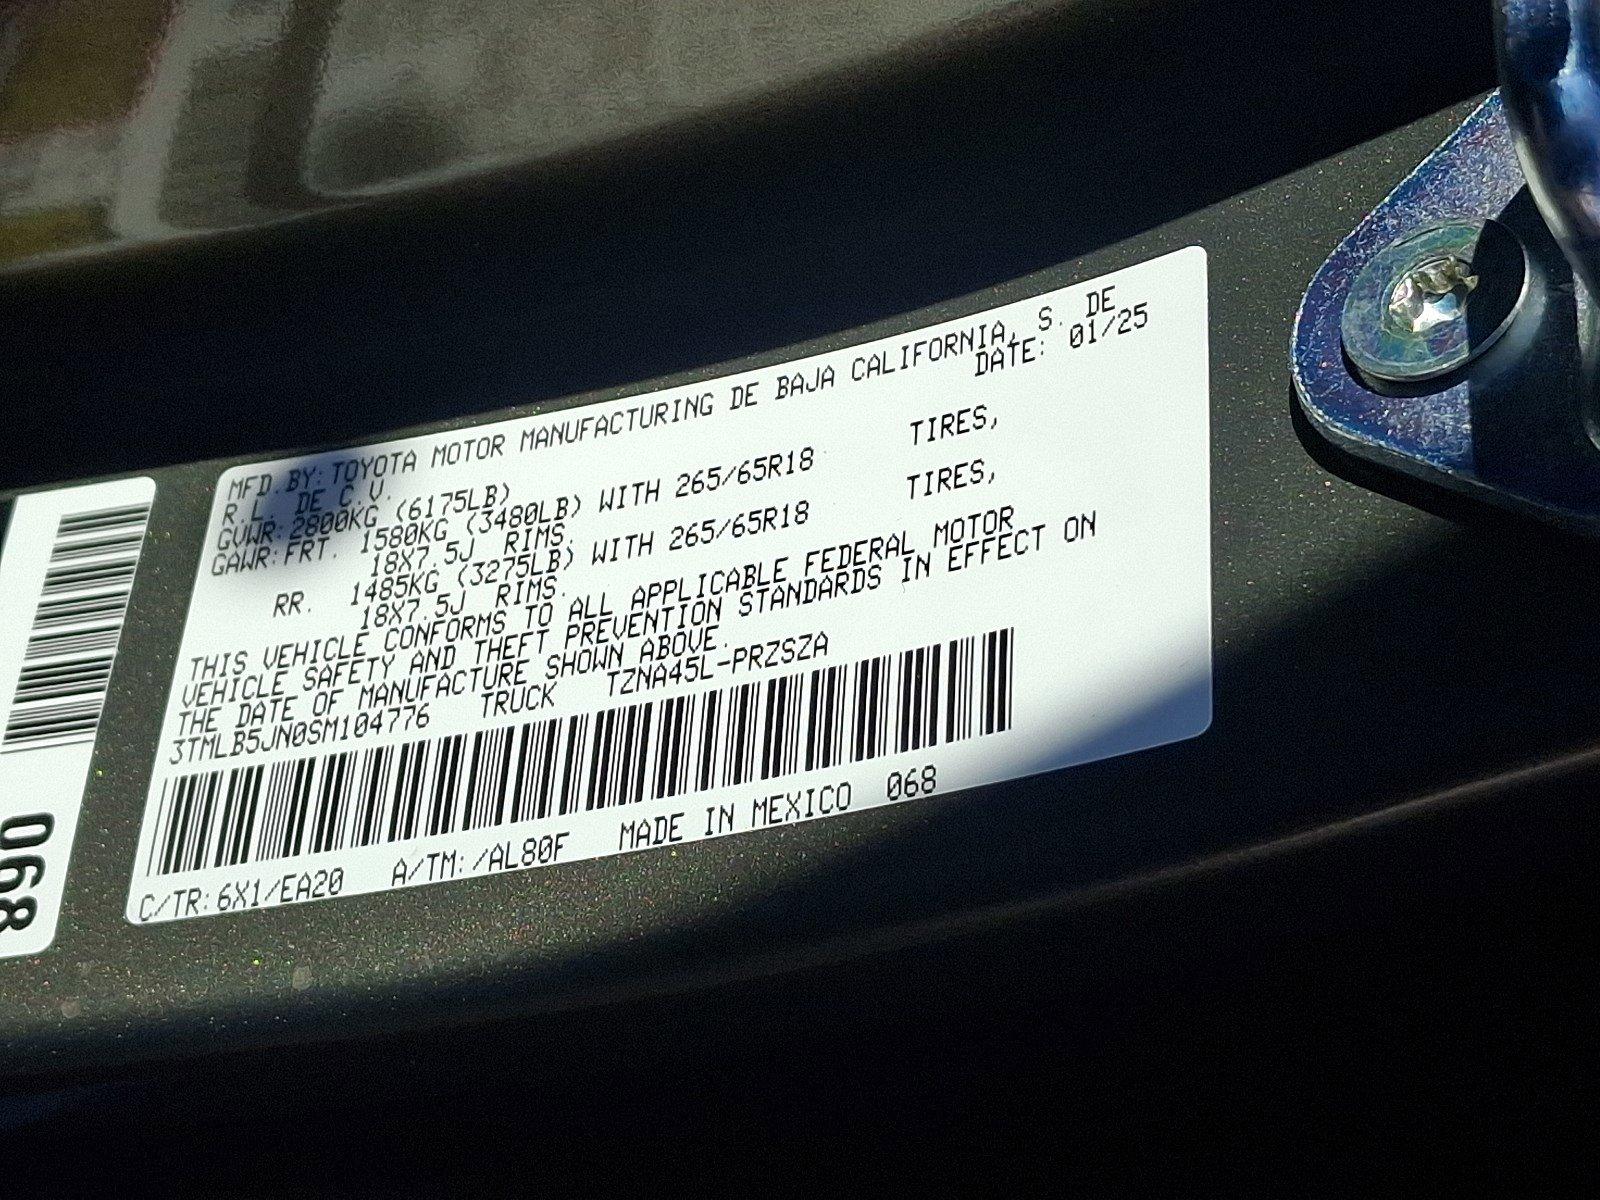 MFD.BY:TOYOTA MOTOR MANUFACTURING DE BAJA CALIFORNIA, S. DE
R.L. DE C.V. DATE: 01/25
GVWR:2800KG (6175LB)
GAWR:FRT. 1580KG (3480LB) WITH 265/65R18 TIRES,
18X7.5J RIMS.
RR. 1485KG (3275LB) WITH 265/65R18 TIRES,
18X7.5J RIMS.
THIS VEHICLE CONFORMS TO ALL APPLICABLE FEDERAL MOTOR
VEHICLE SAFETY AND THEFT PREVENTION STANDARDS IN EFFECT ON
THE DATE OF MANUFACTURE SHOWN ABOVE.
3TMLB5JN0SM104776 TRUCK TZNA45L-PRZSZA
C/TR:6X1/EA20 A/TM:/AL80F MADE IN MEXICO 068
068